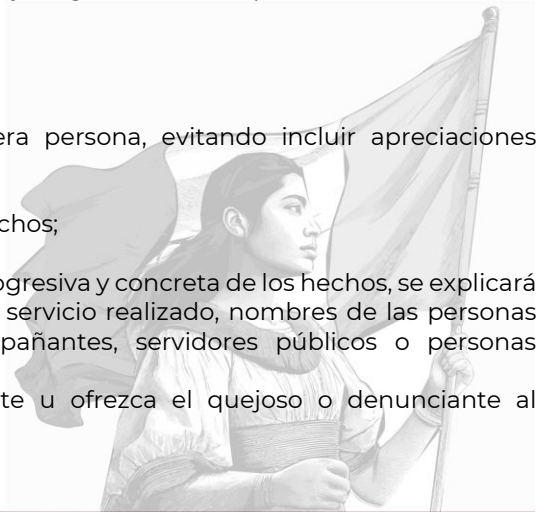 era persona, evitando incluir apreciaciones
chos;
ogresiva y concreta de los hechos, se explicará
servicio realizado, nombres de las personas
pañantes, servidores públicos o personas
te u ofrezca el quejoso o denunciante al